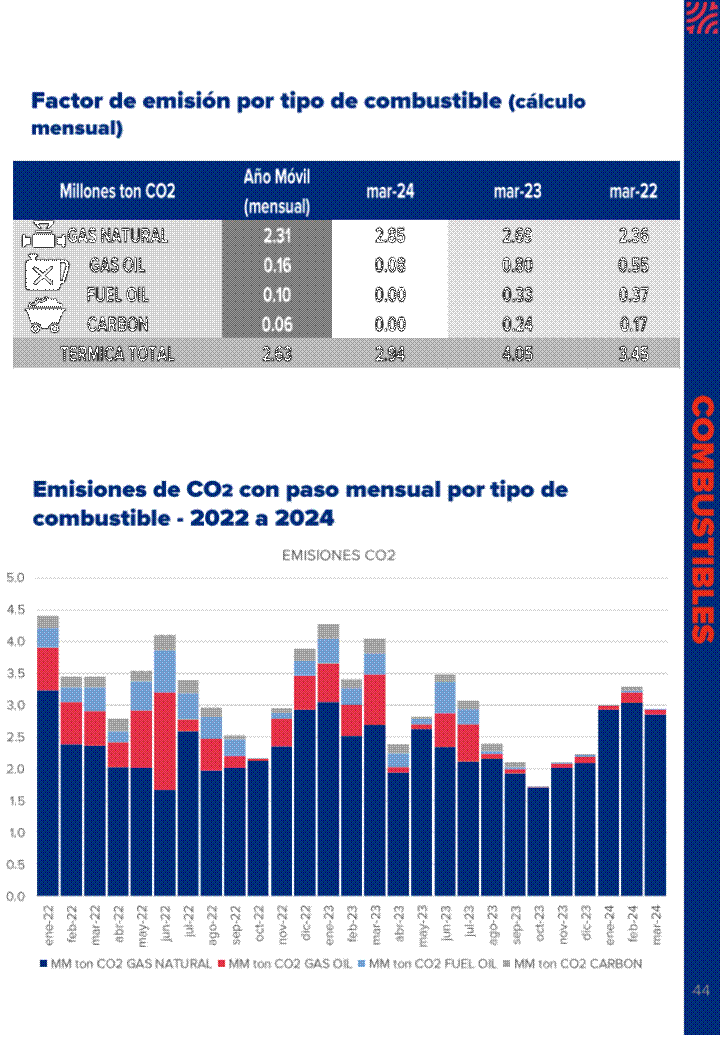 Factor de emisión por tipo de combustible (cálculo
mensual)
Millones ton CO2 Año Móvil (mensual) mar-24 mar-23 mar-22
GAS NATURAL 2.31 2.85 2.69 2.36
GAS OIL 0.16 0.08 0.80 0.55
FUEL OIL 0.10 0.00 0.33 0.37
CARBON 0.06 0.00 0.24 0.17
TERMICA TOTAL 2.63 2.94 4.05 3.45
COMBUSTIBLES
Emisiones de CO2 con paso mensual por tipo de
combustible - 2022 a 2024
EMISIONES CO2
5.0
4.5
4.0
3.5
3.0
2.5
2.0
1.5
1.0
0.5
0.0
ene-22 feb-22 mar-22 abr-22 may-22 jun-22 jul-22 ago-22 sep-22 oct-22 nov-22 dic-22 ene-23 feb-23 mar-23 abr-23 may-23 jun-23 jul-23 ago-23 sep-23 oct-23 nov-23 dic-23 ene-24 feb-24 mar-24
MM ton CO2 GAS NATURAL MM ton CO2 GAS OIL MM ton CO2 FUEL OIL MM ton CO2 CARBON
44